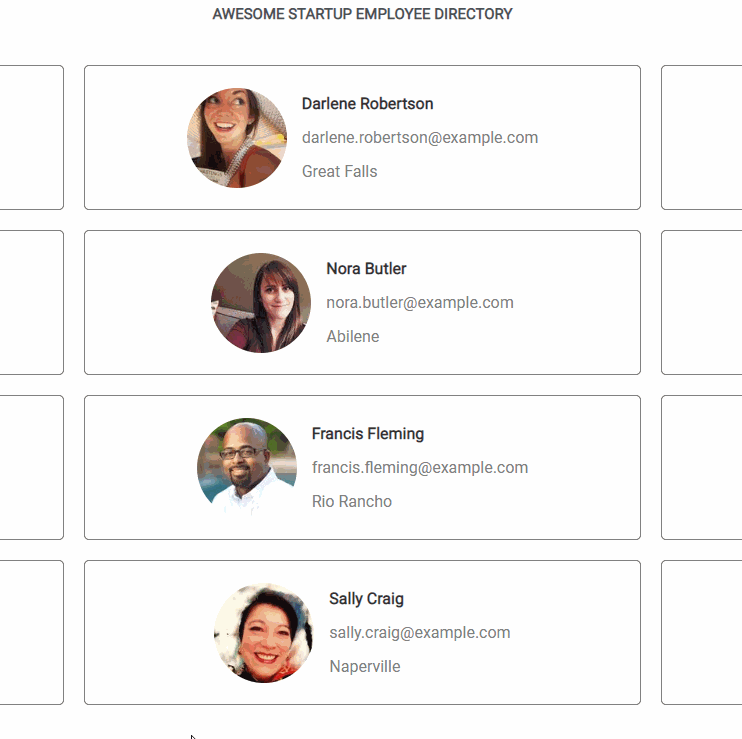 AWESOME STARTUP EMPLOYEE DIRECTORY
Darlene Robertson
darlene.robertson@example.com
Great Falls
Nora Butler
nora.butler@example.com
Abilene
Francis Fleming
francis.fleming@example.com
Rio Rancho
Sally Craig
sally.craig@example.com
Naperville